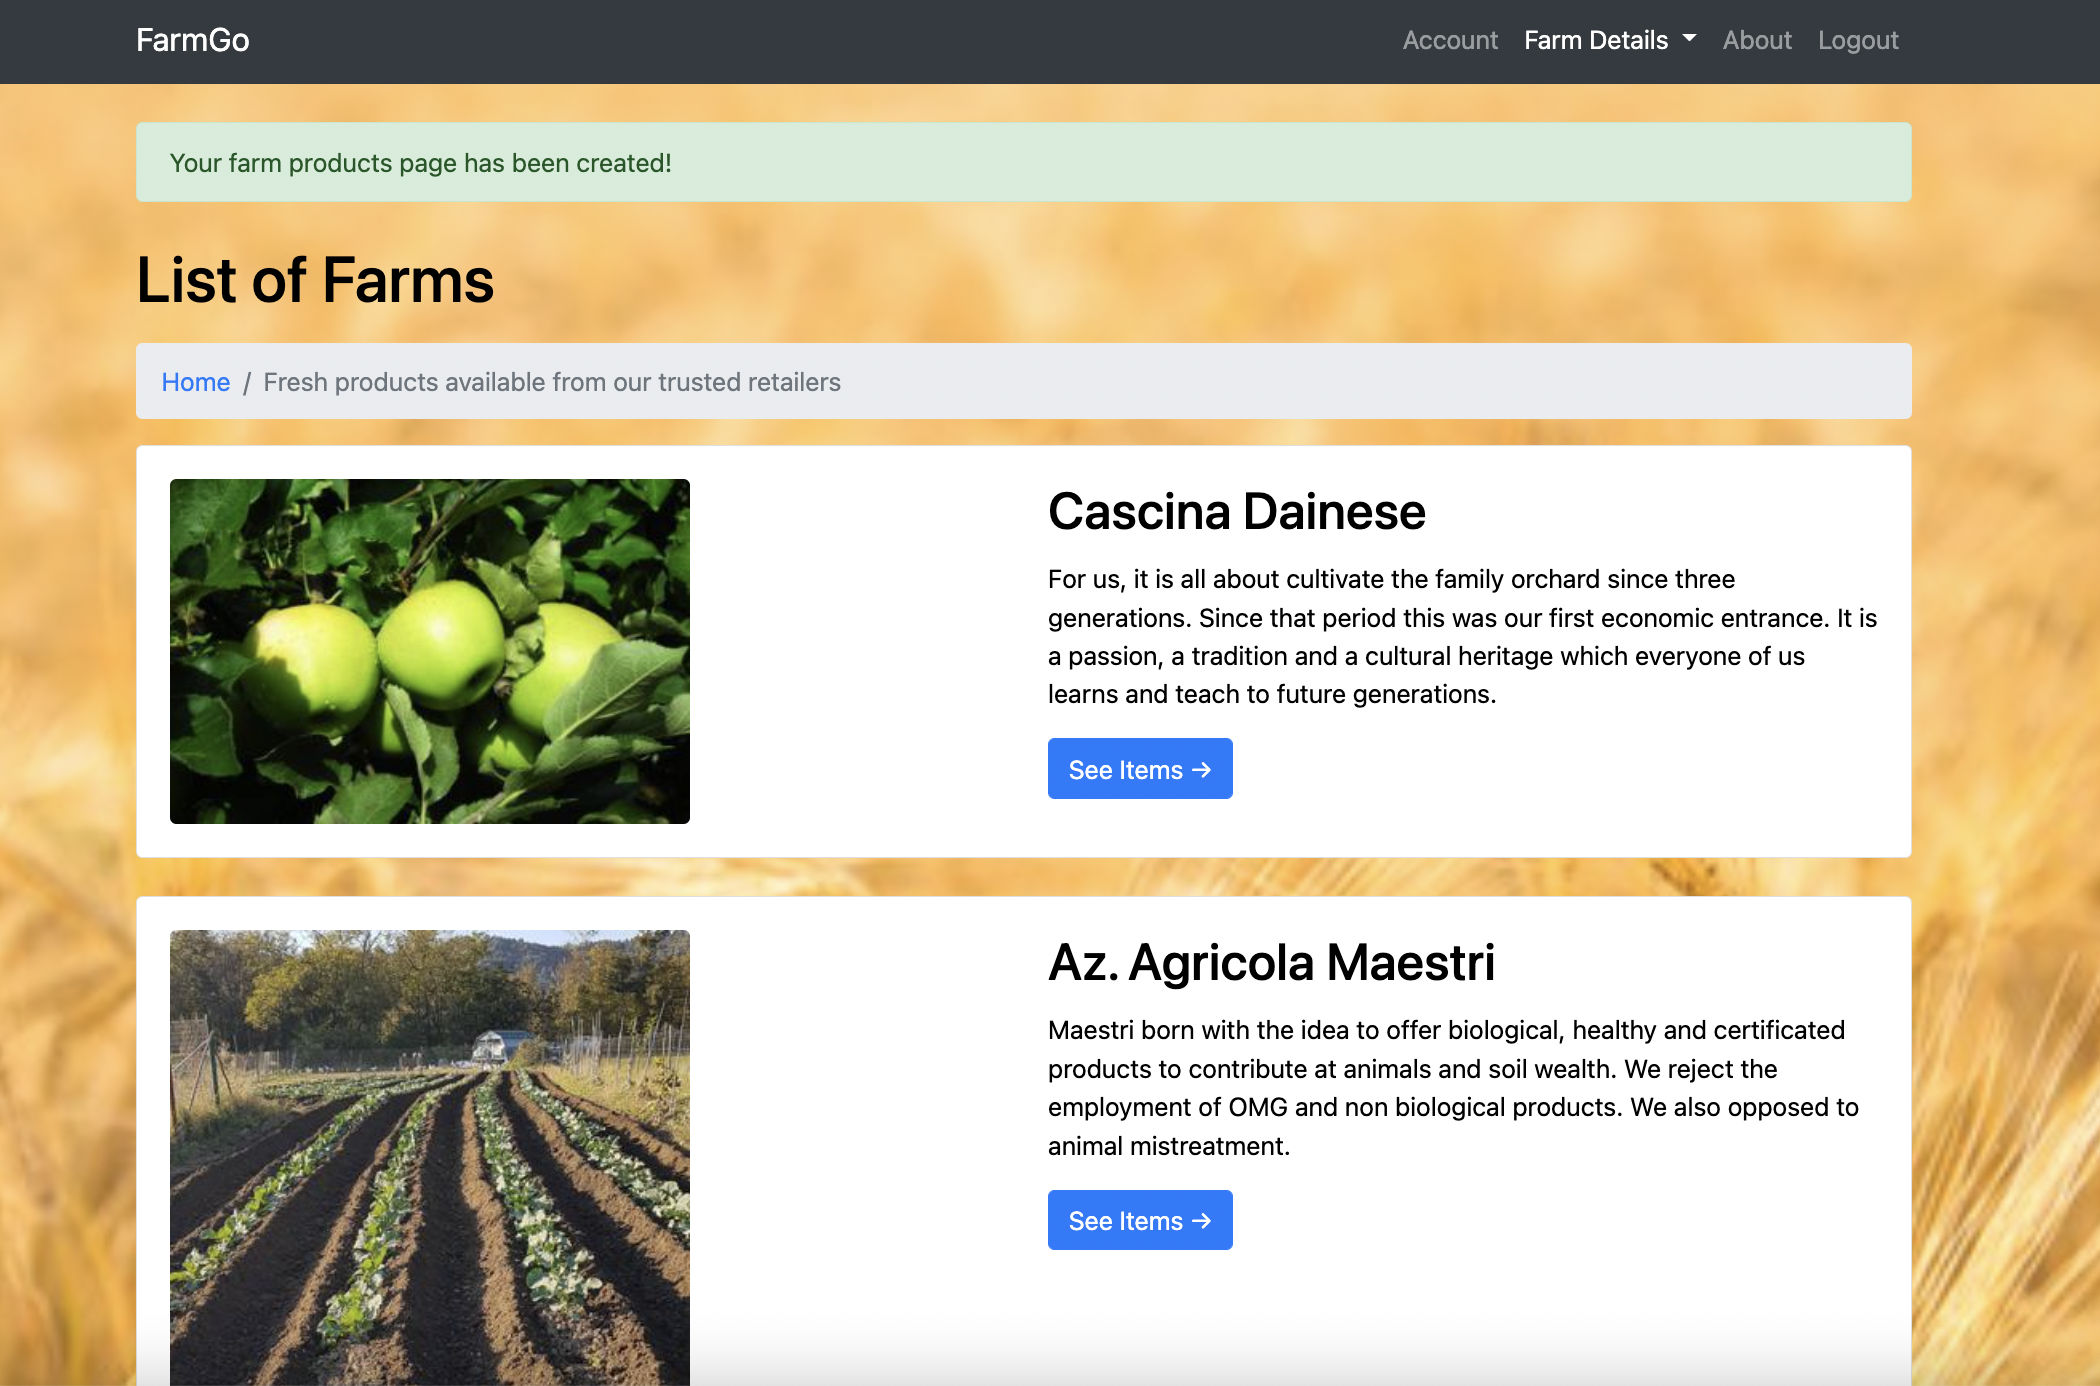 FarmGo
Account Farm Details About Logout
Your farm products page has been created!
List of Farms
Home / Fresh products available from our trusted retailers
Cascina Dainese
For us, it is all about cultivate the family orchard since three
generations. Since that period this was our first economic entrance. It is
a passion, a tradition and a cultural heritage which everyone of us
learns and teach to future generations.
See Items →
Az. Agricola Maestri
Maestri born with the idea to offer biological, healthy and certificated
products to contribute at animals and soil wealth. We reject the
employment of OMG and non biological products. We also opposed to
animal mistreatment.
See Items →